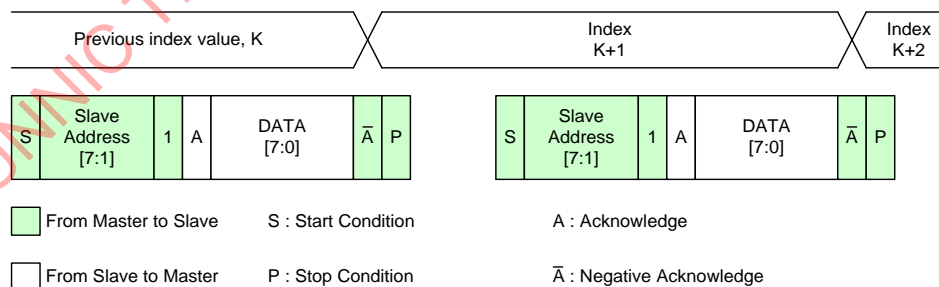 Previous index value, K
Index
K+1
Index
K+2
S
Slave
Address
[7:1]
1
A
DATA
[7:0]
A̅
P
S
Slave
Address
[7:1]
1
A
DATA
[7:0]
A̅
P
From Master to Slave
S : Start Condition
A : Acknowledge
From Slave to Master
P : Stop Condition
A̅ : Negative Acknowledge